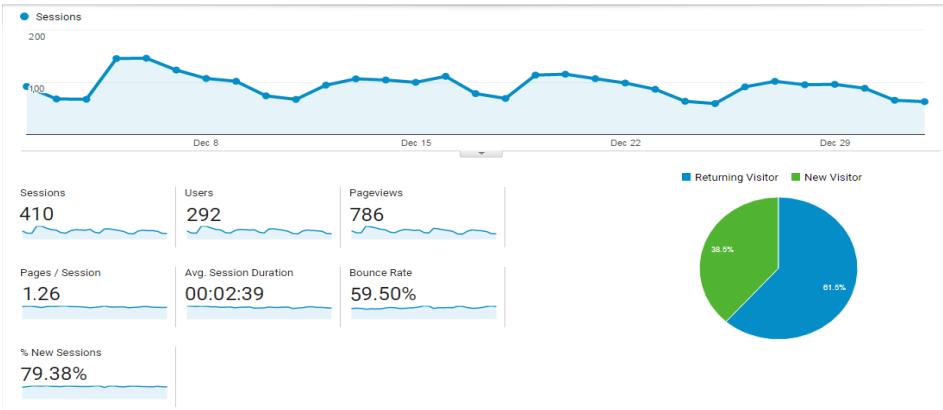 Sessions
200
100
Dec 8 Dec 15 Dec 22 Dec 29
Returning Visitor New Visitor
Sessions Users Pageviews
410 292 786
38.5%
Pages / Session Avg. Session Duration Bounce Rate
61.5%
1.26 00:02:39 59.50%
% New Sessions
79.38%